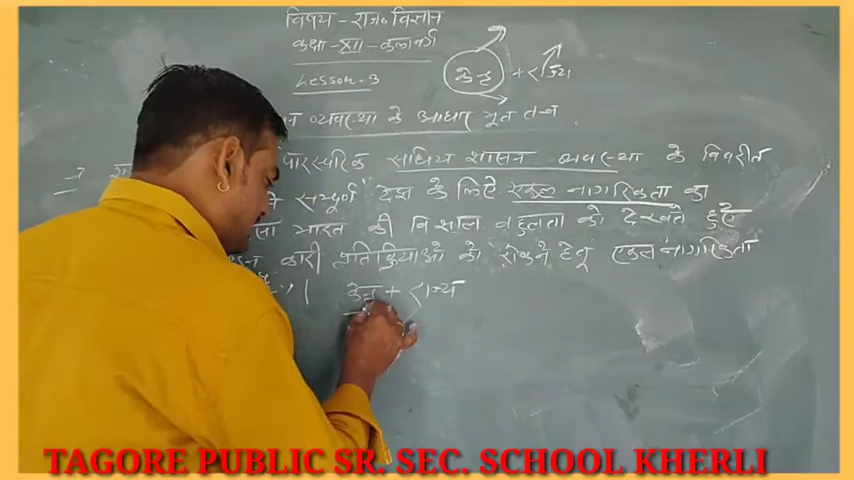 विषय - राज० विज्ञान
कक्षा - XII - कलावर्ग
Lesson - 3
केन्द्र + राज्य
व्यवस्था के आधार भूत तत्व
पारस्परिक संघिय शासन व्यवस्था के विपरीत
सम्पूर्ण देश के लिए एकल नागरिकता का
भारत की विशाल बहुलता को देखते हुए
कारी प्रतिक्रियाओं को रोकने हेतु एकल नागरिकता
केन्द्र + राज्य
TAGORE PUBLIC SR. SEC. SCHOOL KHERLI